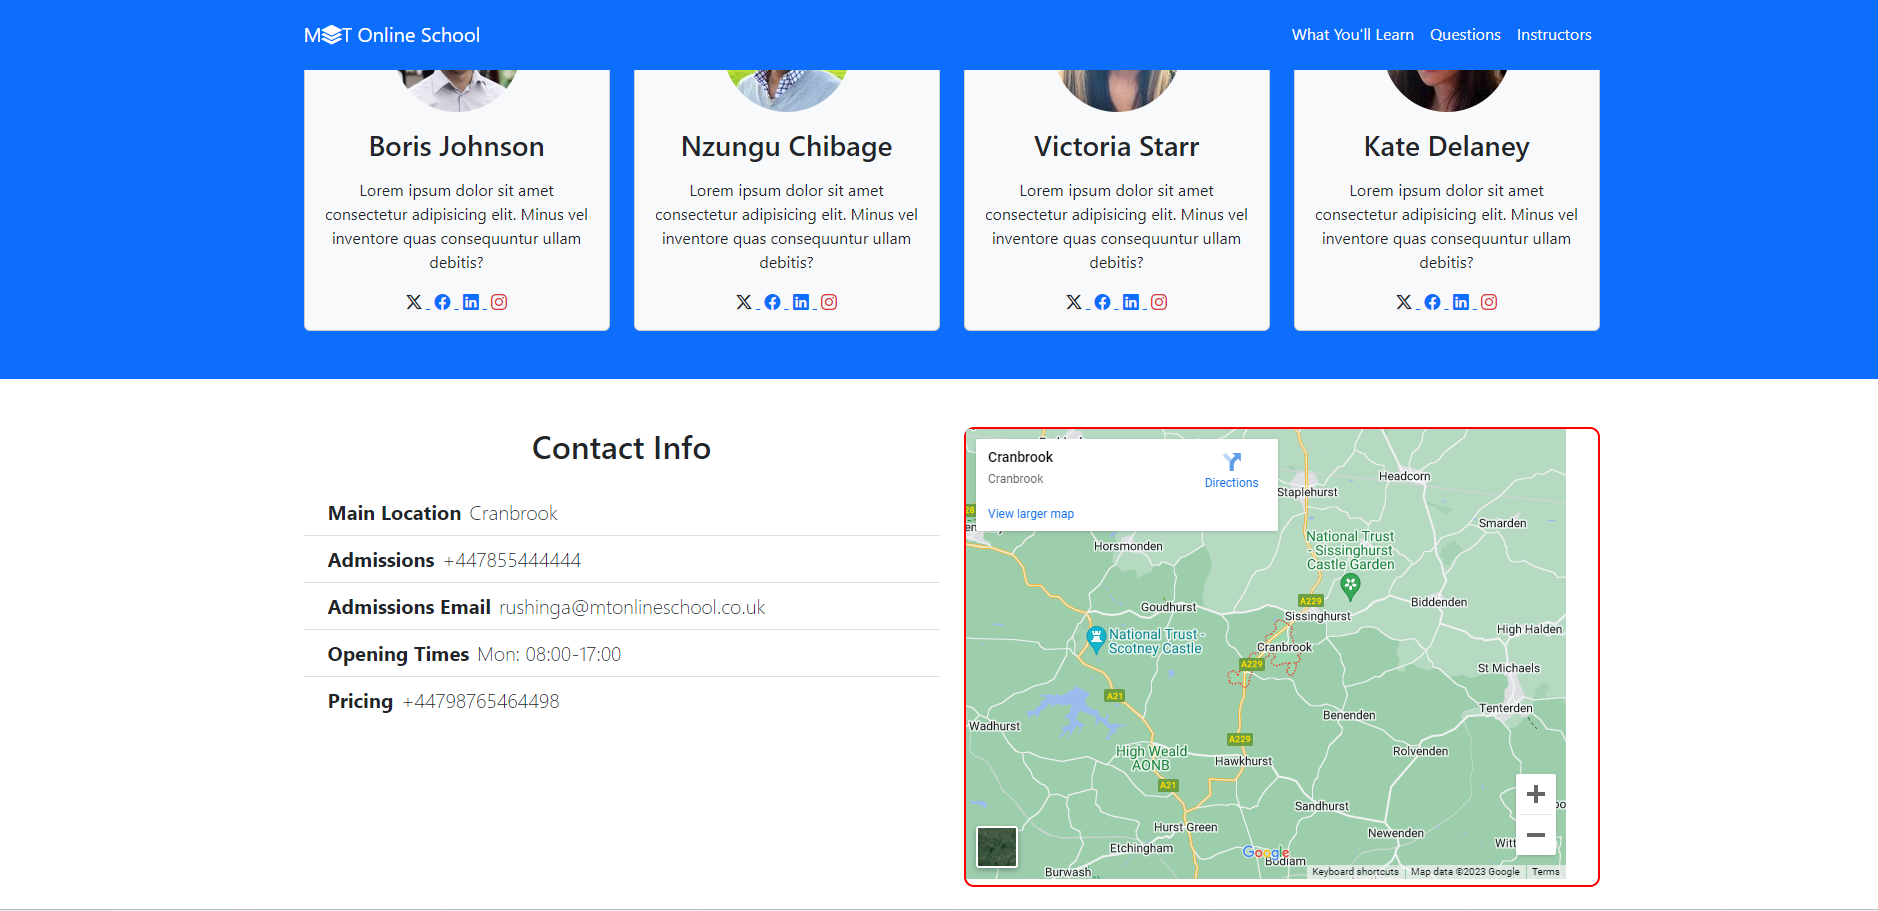 M T Online School
What You'll Learn Questions Instructors
Boris Johnson
Lorem ipsum dolor sit amet
consectetur adipisicing elit. Minus vel
inventore quas consequuntur ullam
debitis?
Nzungu Chibage
Lorem ipsum dolor sit amet
consectetur adipisicing elit. Minus vel
inventore quas consequuntur ullam
debitis?
Victoria Starr
Lorem ipsum dolor sit amet
consectetur adipisicing elit. Minus vel
inventore quas consequuntur ullam
debitis?
Kate Delaney
Lorem ipsum dolor sit amet
consectetur adipisicing elit. Minus vel
inventore quas consequuntur ullam
debitis?
Contact Info
Main Location Cranbrook
Admissions +447855444444
Admissions Email rushinga@mtonlineschool.co.uk
Opening Times Mon: 08:00-17:00
Pricing +44798765464498
Cranbrook
Cranbrook
Directions
View larger map
Headcorn
Staplehurst
Smarden
National Trust
- Sissinghurst
Castle Garden
Horsmonden
A229
Biddenden
Goudhurst
Sissinghurst
High Halden
National Trust -
Scotney Castle
Cranbrook
A229
St Michaels
A21
Tenterden
Benenden
Wadhurst
A229
High Weald
AONB
Rolvenden
Hawkhurst
A21
Sandhurst
Hurst Green
Newenden
Etchingham
Google
Bodiam
Burwash
Keyboard shortcuts
Map data ©2023 Google
Terms